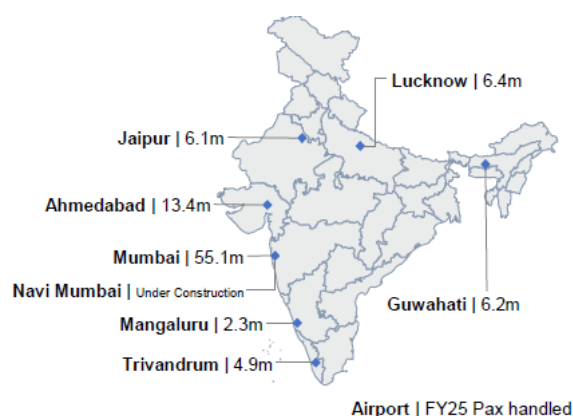 Lucknow | 6.4m
Jaipur | 6.1m
Ahmedabad | 13.4m
Mumbai | 55.1m
Navi Mumbai | Under Construction
Guwahati | 6.2m
Mangaluru | 2.3m
Trivandrum | 4.9m
Airport | FY25 Pax handled